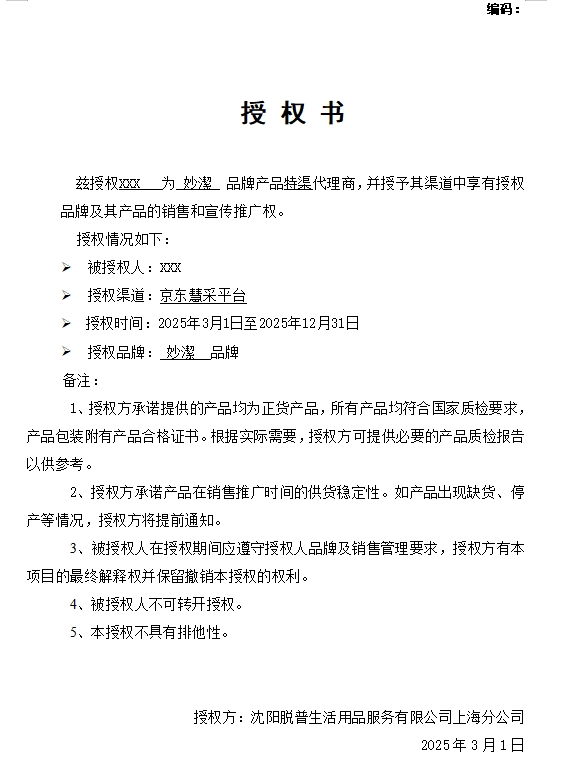 编码：
授 权 书
兹授权XXX 为 妙潔 品牌产品特渠代理商，并授予其渠道中享有授权
品牌及其产品的销售和宣传推广权。
授权情况如下：
➢ 被授权人：XXX
➢ 授权渠道：京东慧采平台
➢ 授权时间：2025年3月1日至2025年12月31日
➢ 授权品牌： 妙潔 品牌
备注：
1、授权方承诺提供的产品均为正货产品，所有产品均符合国家质检要求，
产品包装附有产品合格证书。根据实际需要，授权方可提供必要的产品质检报告
以供参考。
2、授权方承诺产品在销售推广时间的供货稳定性。如产品出现缺货、停
产等情况，授权方将提前通知。
3、被授权人在授权期间应遵守授权人品牌及销售管理要求，授权方有本
项目的最终解释权并保留撤销本授权的权利。
4、被授权人不可转开授权。
5、本授权不具有排他性。
授权方：沈阳脱普生活用品服务有限公司上海分公司
2025 年 3 月 1 日